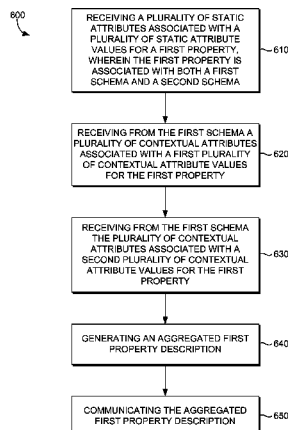 600
RECEIVING A PLURALITY OF STATIC
ATTRIBUTES ASSOCIATED WITH A
PLURALITY OF STATIC ATTRIBUTE
VALUES FOR A FIRST PROPERTY,
WHEREIN THE FIRST PROPERTY IS
ASSOCIATED WITH BOTH A FIRST
SCHEMA AND A SECOND SCHEMA
610
RECEIVING FROM THE FIRST SCHEMA A
PLURALITY OF CONTEXTUAL ATTRIBUTES
ASSOCIATED WITH A FIRST PLURALITY
OF CONTEXTUAL ATTRIBUTE VALUES
FOR THE FIRST PROPERTY
620
RECEIVING FROM THE FIRST SCHEMA
THE PLURALITY OF CONTEXTUAL
ATTRIBUTES ASSOCIATED WITH A
SECOND PLURALITY OF CONTEXTUAL
ATTRIBUTE VALUES FOR THE FIRST
PROPERTY
630
GENERATING AN AGGREGATED FIRST
PROPERTY DESCRIPTION
640
COMMUNICATING THE AGGREGATED
FIRST PROPERTY DESCRIPTION
650